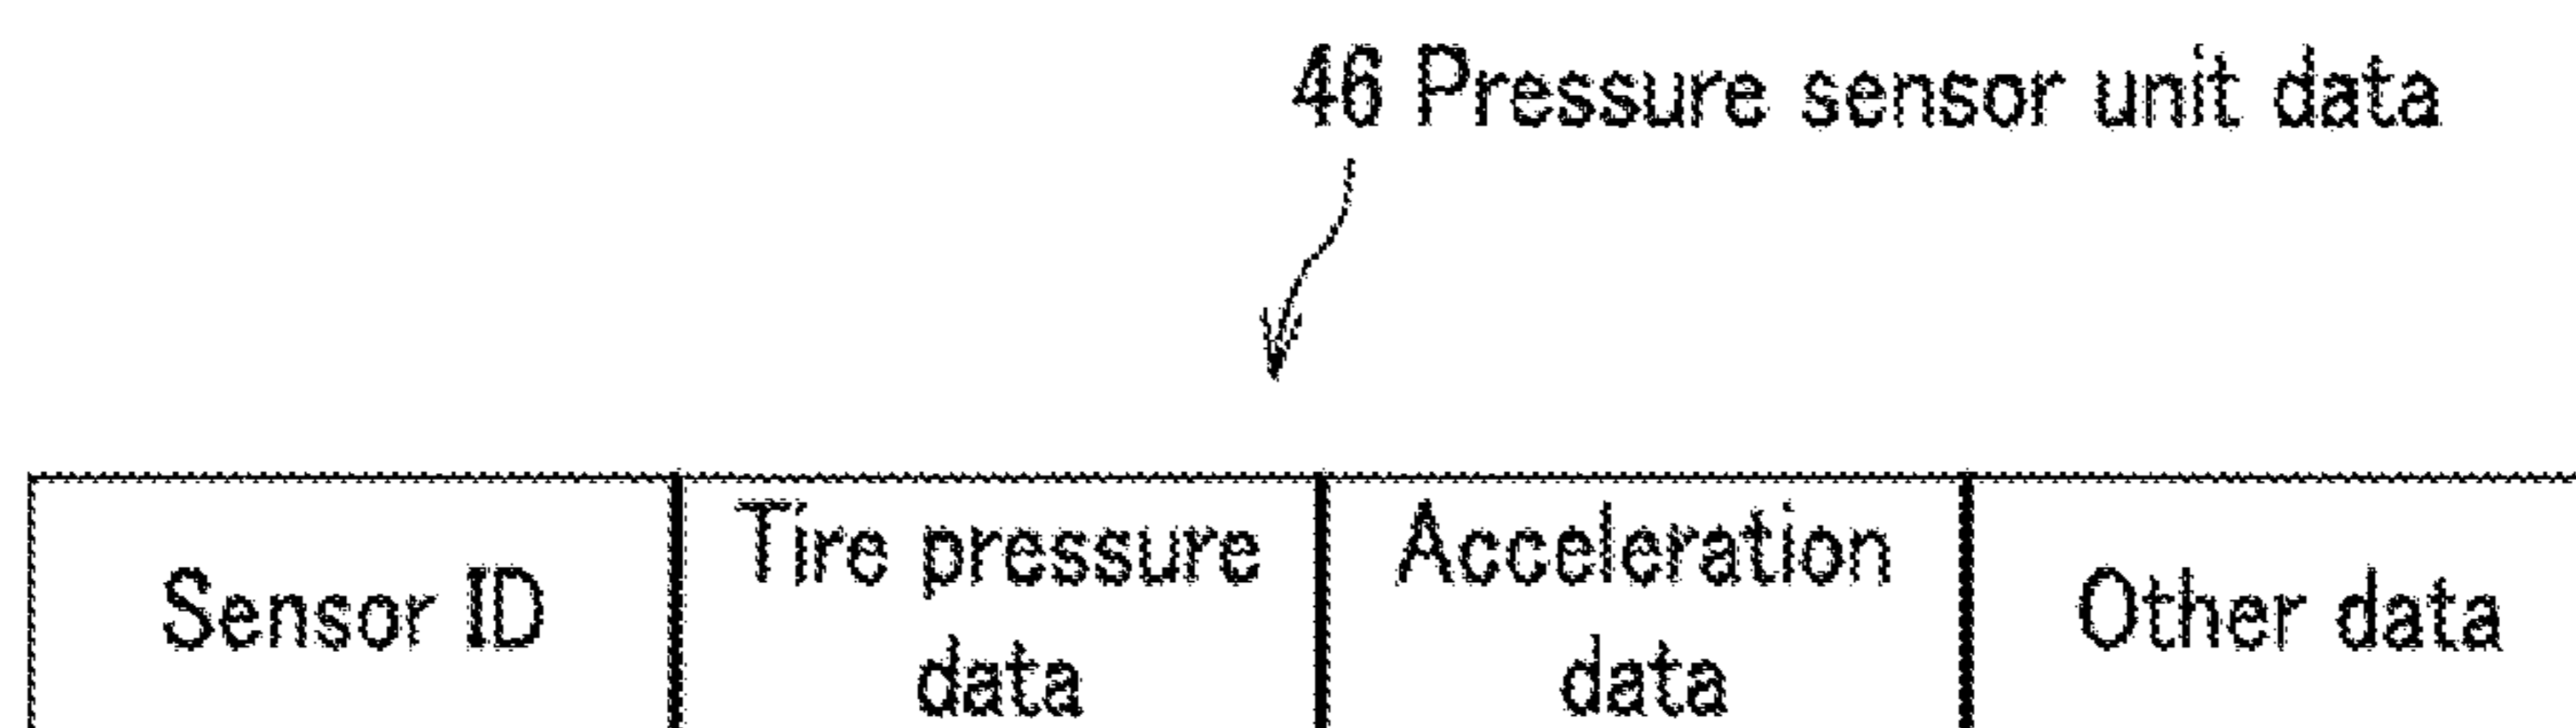 46 Pressure sensor unit data
Sensor ID
Tire pressure
data
Acceleration
data
Other data